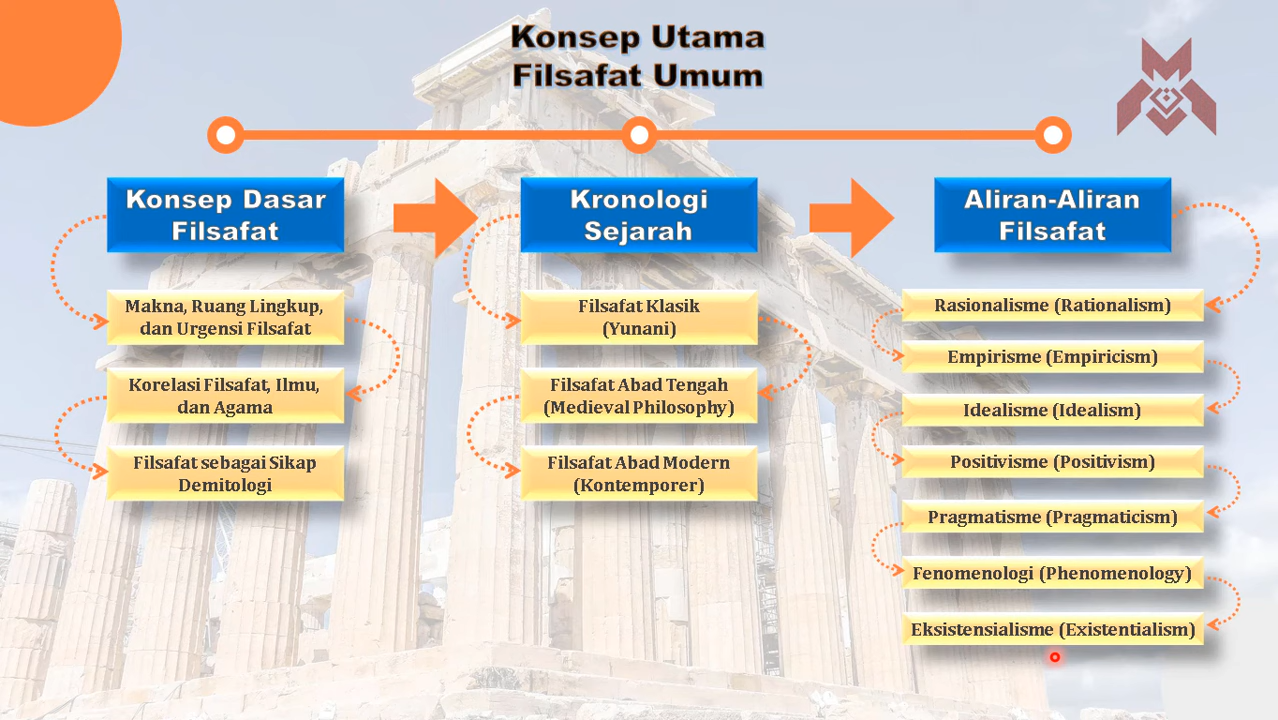 Konsep Utama
Filsafat Umum
Konsep Dasar
Filsafat
Makna, Ruang Lingkup,
dan Urgensi Filsafat
Korelasi Filsafat, Ilmu,
dan Agama
Filsafat sebagai Sikap
Demitologi
Kronologi
Sejarah
Filsafat Klasik
(Yunani)
Filsafat Abad Tengah
(Medieval Philosophy)
Filsafat Abad Modern
(Kontemporer)
Aliran-Aliran
Filsafat
Rasionalisme (Rationalism)
Empirisme (Empiricism)
Idealisme (Idealism)
Positivisme (Positivism)
Pragmatisme (Pragmaticism)
Fenomenologi (Phenomenology)
Eksistensialisme (Existentialism)